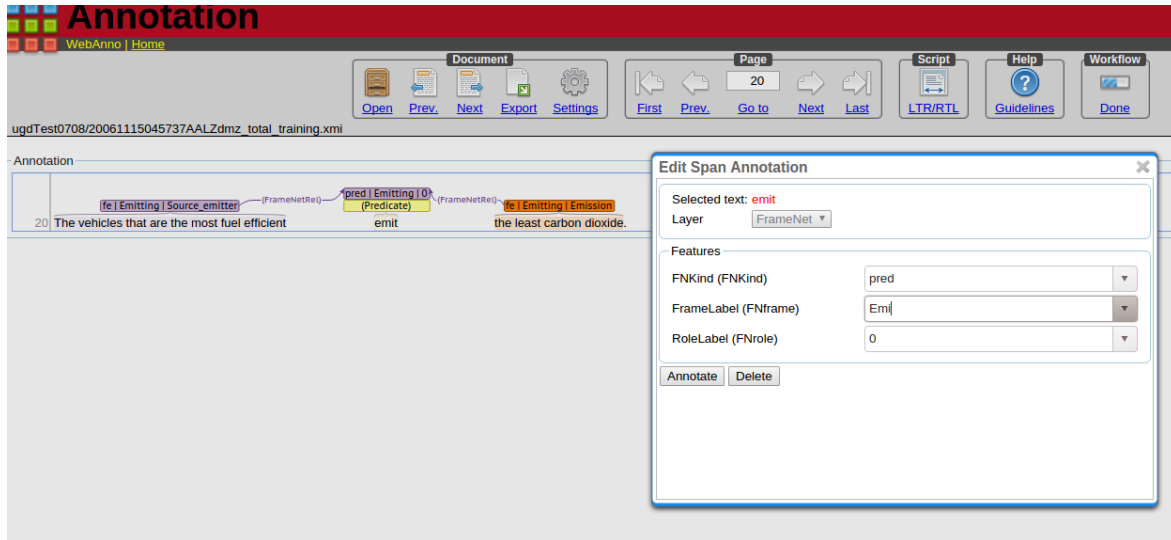 Annotation
WebAnno | Home
Document
Page
Script
Help
Workflow
20
Open Prev. Next Export Settings First Prev. Go to Next Last LTR/RTL Guidelines Done
ugdTest0708/20061115045737AALZdmz_total_training.xmi
Annotation
pred | Emitting | 0
fe | Emitting | Source_emitter (FrameNetRel) (Predicate) (FrameNetRel) fe | Emitting | Emission
20 The vehicles that are the most fuel efficient emit the least carbon dioxide.
Edit Span Annotation
Selected text: emit
Layer FrameNet
Features
FNKind (FNKind) pred
FrameLabel (FNframe) Emi
RoleLabel (FNrole) 0
Annotate Delete